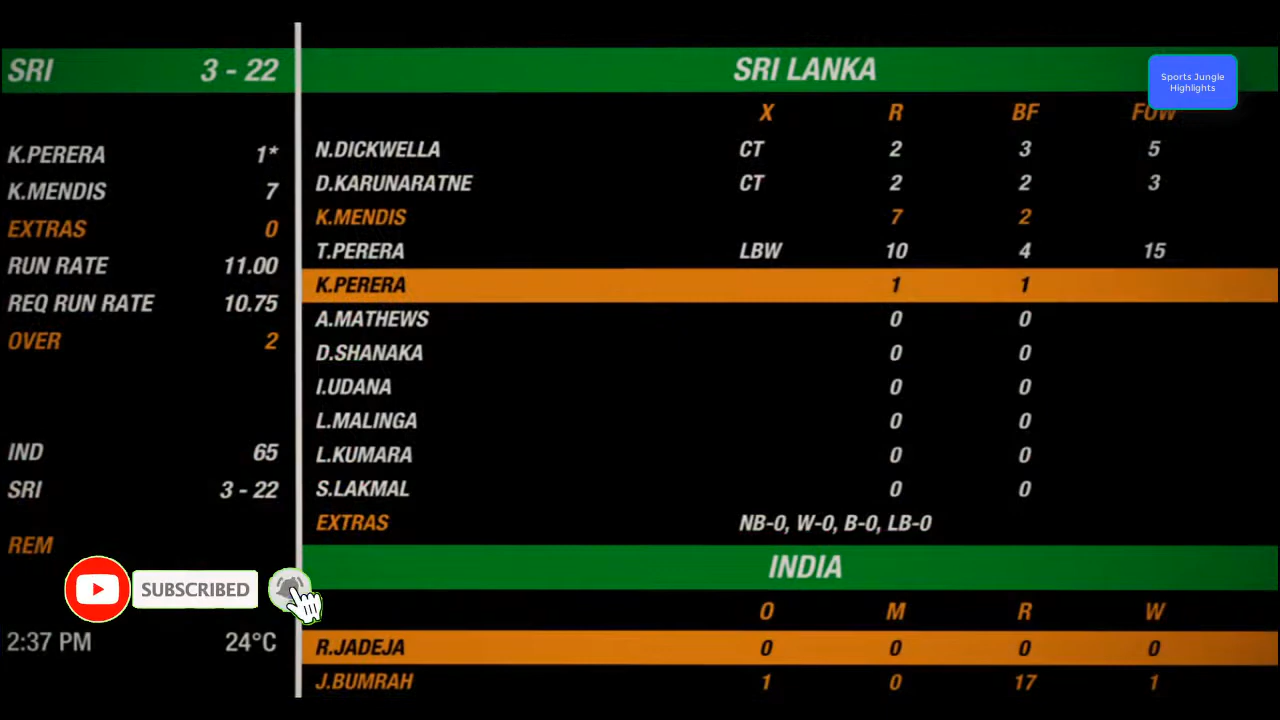 SRI 3 - 22
K.PERERA 1*
K.MENDIS 7
EXTRAS 0
RUN RATE 11.00
REQ RUN RATE 10.75
OVER 2
IND 65
SRI 3 - 22
REM
SUBSCRIBED
2:37 PM 24°C
SRI LANKA
Sports Jungle
Highlights
X R BF FOW
N.DICKWELLA CT 2 3 5
D.KARUNARATNE CT 2 2 3
K.MENDIS 7 2
T.PERERA LBW 10 4 15
K.PERERA 1 1
A.MATHEWS 0 0
D.SHANAKA 0 0
I.UDANA 0 0
L.MALINGA 0 0
L.KUMARA 0 0
S.LAKMAL 0 0
EXTRAS NB-0, W-0, B-0, LB-0
INDIA
O M R W
R.JADEJA 0 0 0 0
J.BUMRAH 1 0 17 1